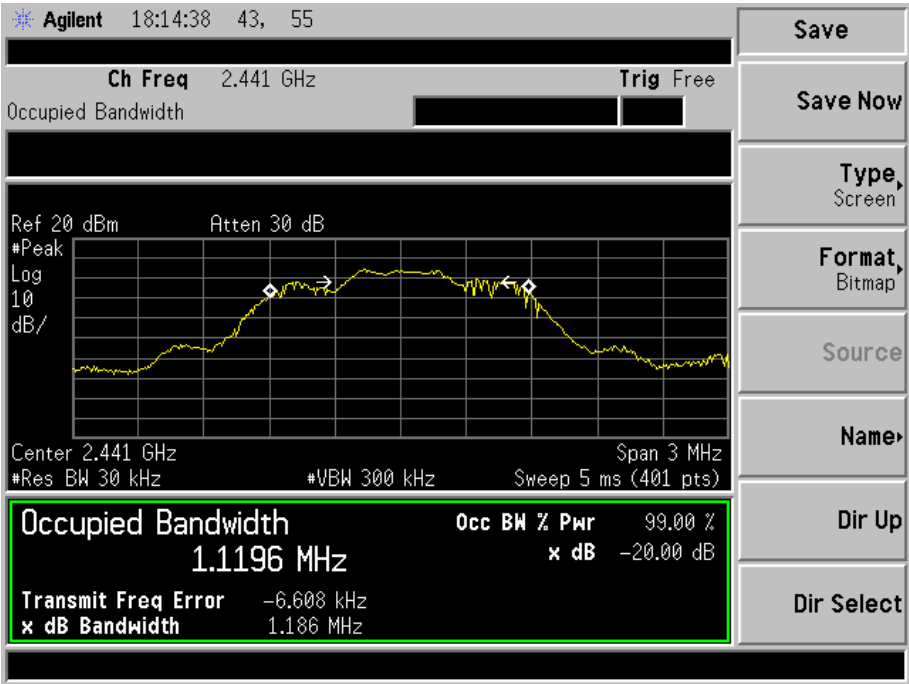 Agilent 18:14:38 43, 55
Save
Ch Freq 2.441 GHz Trig Free
Occupied Bandwidth
Save Now
Type
Screen
Ref 20 dBm Atten 30 dB
#Peak
Log
10
dB/
Format
Bitmap
Source
Center 2.441 GHz Span 3 MHz
#Res BW 30 kHz #VBW 300 kHz Sweep 5 ms (401 pts)
Name
Occupied Bandwidth Occ BW % Pwr 99.00 %
1.1196 MHz x dB -20.00 dB
Dir Up
Transmit Freq Error -6.608 kHz
x dB Bandwidth 1.186 MHz
Dir Select